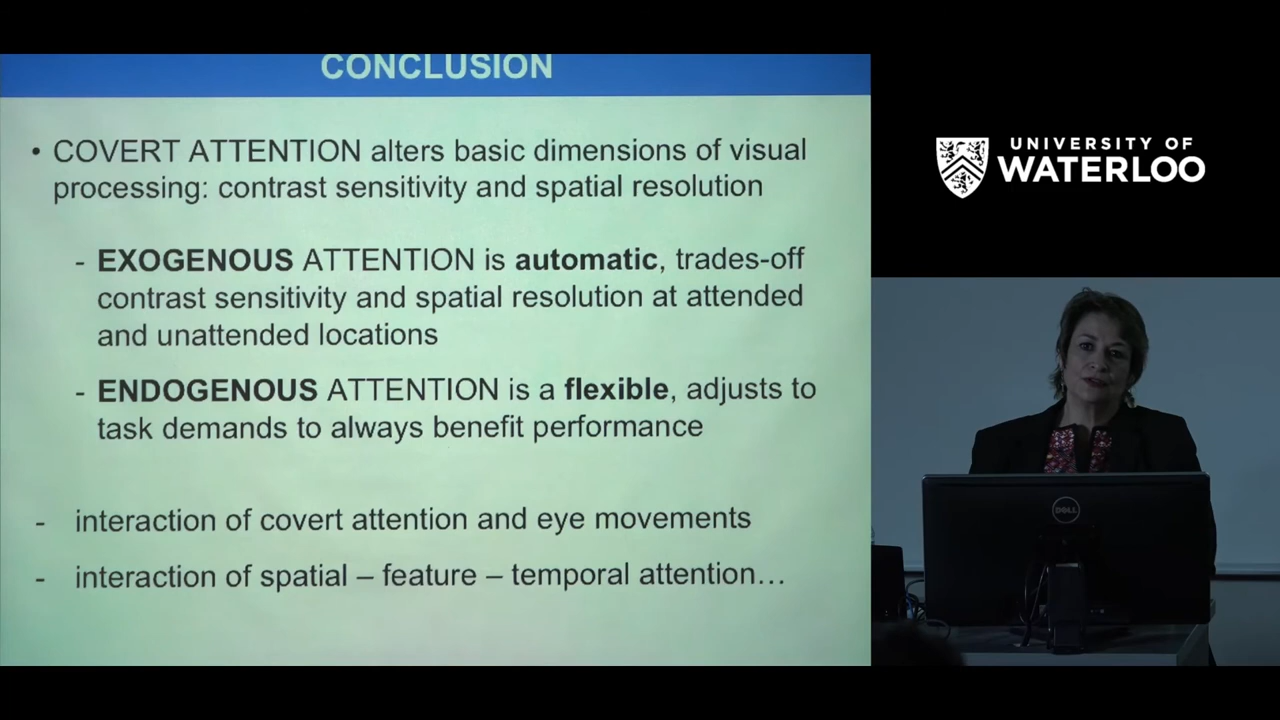 CONCLUSION
• COVERT ATTENTION alters basic dimensions of visual
processing: contrast sensitivity and spatial resolution
- EXOGENOUS ATTENTION is automatic, trades-off
contrast sensitivity and spatial resolution at attended
and unattended locations
- ENDOGENOUS ATTENTION is a flexible, adjusts to
task demands to always benefit performance
- interaction of covert attention and eye movements
- interaction of spatial – feature – temporal attention…
UNIVERSITY OF
WATERLOO
DELL